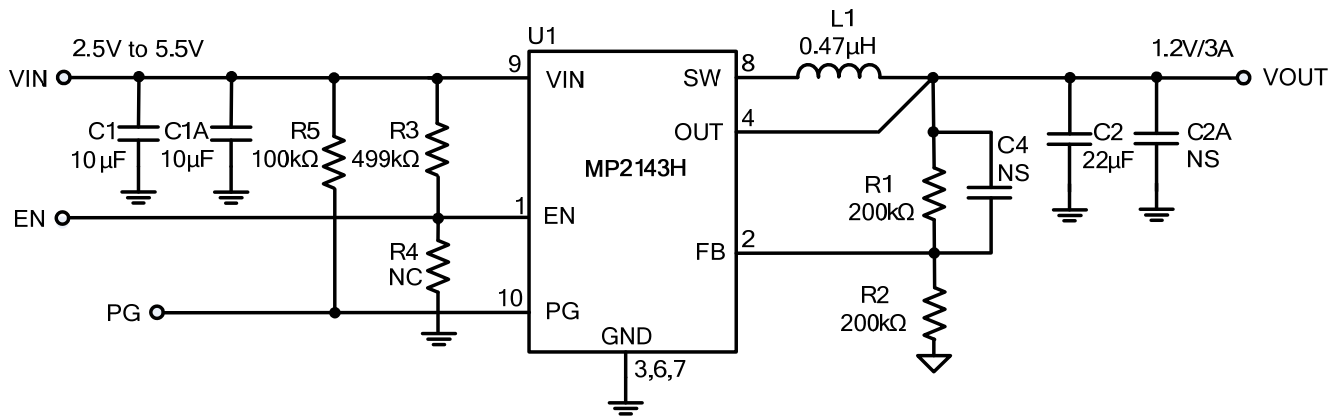 2.5V to 5.5V
VIN
C1
10µF
C1A
10µF
R5
100kΩ
R3
499kΩ
EN
R4
NC
PG
U1
9
VIN
1
EN
10
PG
MP2143H
SW
8
OUT
4
FB
2
GND
3,6,7
L1
0.47µH
1.2V/3A
VOUT
C4
NS
R1
200kΩ
R2
200kΩ
C2
22µF
C2A
NS